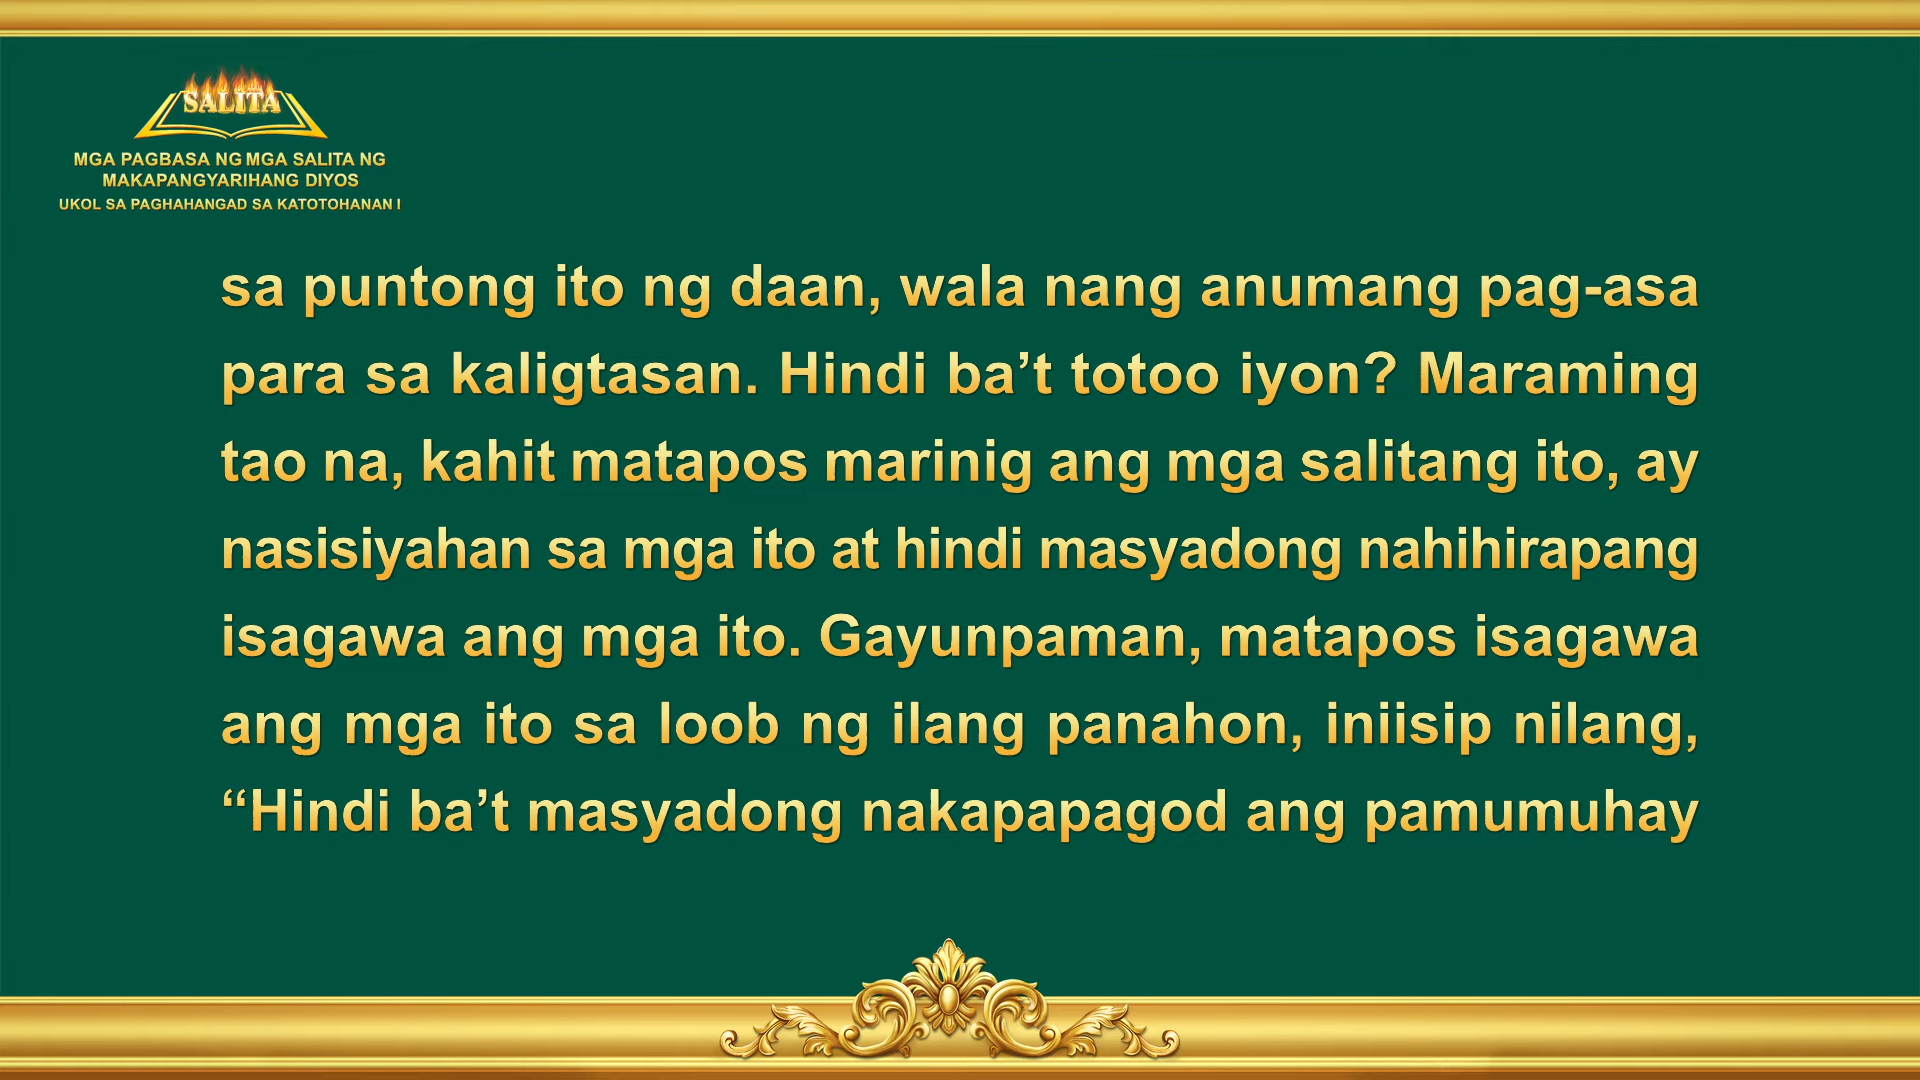 SALITA
MGA PAGBASA NG MGA SALITA NG
MAKAPANGYARIHANG DIYOS
UKOL SA PAGHAHANGAD SA KATOTOHANAN I
sa puntong ito ng daan, wala nang anumang pag-asa
para sa kaligtasan. Hindi ba’t totoo iyon? Maraming
tao na, kahit matapos marinig ang mga salitang ito, ay
nasisiyahan sa mga ito at hindi masyadong nahihirapang
isagawa ang mga ito. Gayunpaman, matapos isagawa
ang mga ito sa loob ng ilang panahon, iniisip nilang,
“Hindi ba’t masyadong nakapapagod ang pamumuhay